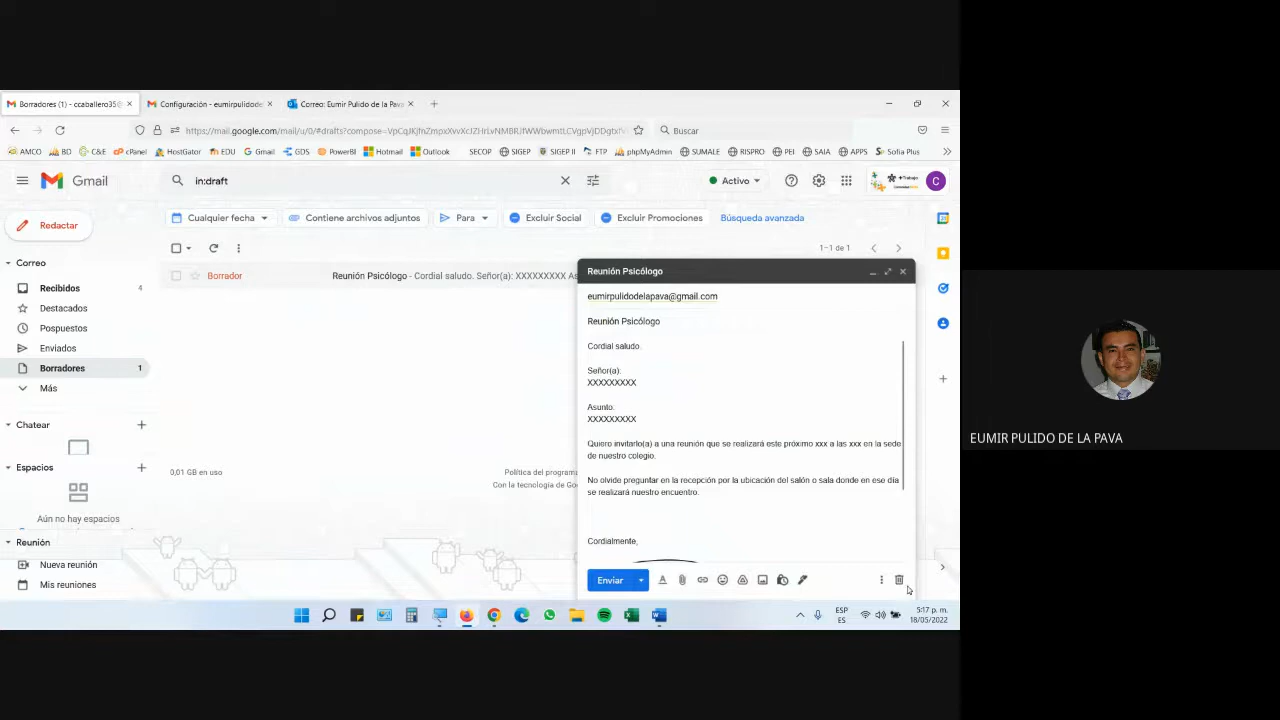 Borradores (1) - ccaballero35@
Configuración - eumirpulidode
Correo: Eumir Pulido de la Pava
https://mail.google.com/mail/u/0/#drafts?compose=
Buscar
AMCO
BD
C&E
cPanel
HostGator
EDU
Gmail
GDS
PowerBI
Hotmail
Outlook
SECOP
SIGEP
SIGEP II
FTP
phpMyAdmin
SUMALE
RISPRO
PEI
SAIA
APPS
Sofia Plus
Gmail
in:draft
Activo
C
Redactar
Cualquier fecha
Contiene archivos adjuntos
Para
Excluir Social
Excluir Promociones
Búsqueda avanzada
1–1 de 1
Correo
Recibidos 4
Destacados
Pospuestos
Enviados
Borradores 1
Más
Chatear
Espacios
Aún no hay espacios
Reunión
Nueva reunión
Mis reuniones
Borrador
Reunión Psicólogo - Cordial saludo. Señor(a): XXXXXXXXX As
0,01 GB en uso
Política del programa
Con la tecnología de Goo
Reunión Psicólogo
eumirpulidodelapava@gmail.com
Reunión Psicólogo
Cordial saludo.
Señor(a):
XXXXXXXXX
Asunto:
XXXXXXXXX
Quiero invitarlo(a) a una reunión que se realizará este próximo xxx a las xxx en la sede
de nuestro colegio.
No olvide preguntar en la recepción por la ubicación del salón o sala donde en ese día
se realizará nuestro encuentro.
Cordialmente,
Enviar
ESP
ES
5:17 p. m.
18/05/2022
EUMIR PULIDO DE LA PAVA